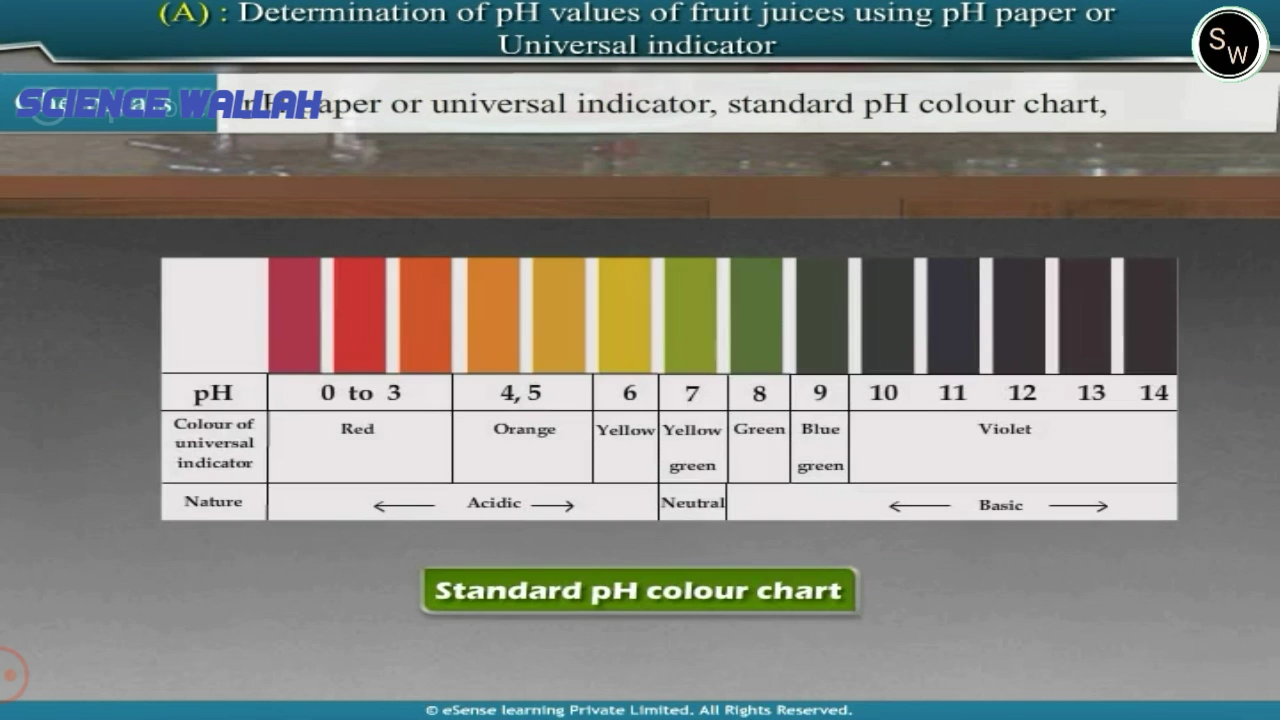 (A) : Determination of pH values of fruit juices using pH paper or
Universal indicator
SW
SCIENCE WALLAH
paper or universal indicator, standard pH colour chart,
pH 0 to 3 4, 5 6 7 8 9 10 11 12 13 14
Colour of universal indicator Red Orange Yellow Yellow green Green Blue green Violet
Nature Acidic Neutral Basic
Standard pH colour chart
© eSense learning Private Limited. All Rights Reserved.